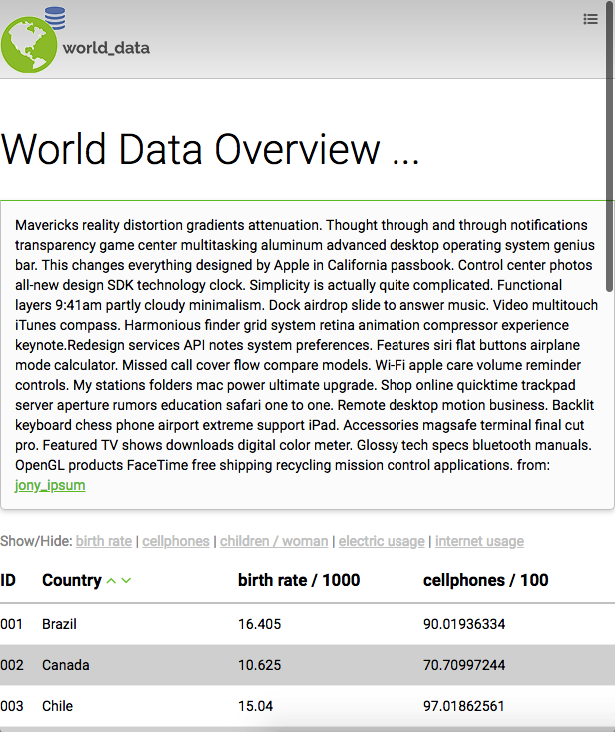 world_data
World Data Overview ...
Mavericks reality distortion gradients attenuation. Thought through and through notifications
transparency game center multitasking aluminum advanced desktop operating system genius
bar. This changes everything designed by Apple in California passbook. Control center photos
all-new design SDK technology clock. Simplicity is actually quite complicated. Functional
layers 9:41am partly cloudy minimalism. Dock airdrop slide to answer music. Video multitouch
iTunes compass. Harmonious finder grid system retina animation compressor experience
keynote.Redesign services API notes system preferences. Features siri flat buttons airplane
mode calculator. Missed call cover flow compare models. Wi-Fi apple care volume reminder
controls. My stations folders mac power ultimate upgrade. Shop online quicktime trackpad
server aperture rumors education safari one to one. Remote desktop motion business. Backlit
keyboard chess phone airport extreme support iPad. Accessories magsafe terminal final cut
pro. Featured TV shows downloads digital color meter. Glossy tech specs bluetooth manuals.
OpenGL products FaceTime free shipping recycling mission control applications. from:
jony_ipsum
Show/Hide: birth rate | cellphones | children / woman | electric usage | internet usage
ID Country birth rate / 1000 cellphones / 100
001 Brazil 16.405 90.01936334
002 Canada 10.625 70.70997244
003 Chile 15.04 97.01862561